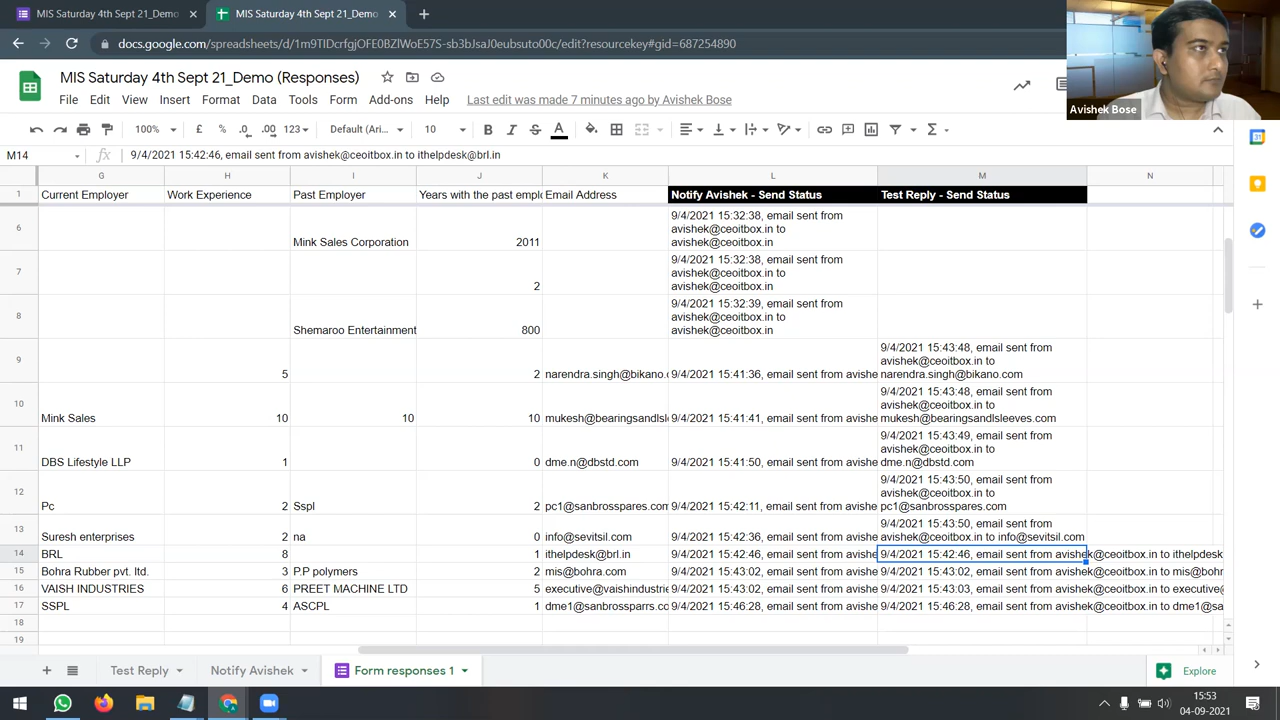 MIS Saturday 4th Sept 21_Demo
MIS Saturday 4th Sept 21_Demo (R
docs.google.com/spreadsheets/d/1m9TIDcrfgjOFE0BZlWoE57S-sb3bJsaJ0eubsuto00c/edit?resourcekey#gid=687254890
MIS Saturday 4th Sept 21_Demo (Responses)
File Edit View Insert Format Data Tools Form Add-ons Help Last edit was made 7 minutes ago by Avishek Bose
Avishek Bose
100% £ % .0 .00 123 Default (Ari... 10 B I S A
M14 fx 9/4/2021 15:42:46, email sent from avishek@ceoitbox.in to ithelpdesk@brl.in
G H I J K L M N
1 Current Employer Work Experience Past Employer Years with the past emplo Email Address Notify Avishek - Send Status Test Reply - Send Status
9/4/2021 15:32:38, email sent from
avishek@ceoitbox.in to
6 Mink Sales Corporation 2011 avishek@ceoitbox.in
9/4/2021 15:32:38, email sent from
avishek@ceoitbox.in to
7 2 avishek@ceoitbox.in
9/4/2021 15:32:39, email sent from
avishek@ceoitbox.in to
8 Shemaroo Entertainment 800 avishek@ceoitbox.in
9/4/2021 15:43:48, email sent from
avishek@ceoitbox.in to
9 5 2 narendra.singh@bikano.c 9/4/2021 15:41:36, email sent from avishe narendra.singh@bikano.com
9/4/2021 15:43:48, email sent from
avishek@ceoitbox.in to
10 Mink Sales 10 10 10 mukesh@bearingsandlsle 9/4/2021 15:41:41, email sent from avishe mukesh@bearingsandlsleeves.com
9/4/2021 15:43:49, email sent from
avishek@ceoitbox.in to
11 DBS Lifestyle LLP 1 0 dme.n@dbstd.com 9/4/2021 15:41:50, email sent from avishe dme.n@dbstd.com
9/4/2021 15:43:50, email sent from
avishek@ceoitbox.in to
12 Pc 2 Sspl 2 pc1@sanbrosspares.com 9/4/2021 15:42:11, email sent from avishe pc1@sanbrosspares.com
9/4/2021 15:43:50, email sent from
13 Suresh enterprises 2 na 0 info@sevitsil.com 9/4/2021 15:42:36, email sent from avishe avishek@ceoitbox.in to info@sevitsil.com
14 BRL 8 1 ithelpdesk@brl.in 9/4/2021 15:42:46, email sent from avishe 9/4/2021 15:42:46, email sent from avishek@ceoitbox.in to ithelpdesk
15 Bohra Rubber pvt. ltd. 3 P.P polymers 2 mis@bohra.com 9/4/2021 15:43:02, email sent from avishe 9/4/2021 15:43:02, email sent from avishek@ceoitbox.in to mis@bohr
16 VAISH INDUSTRIES 6 PREET MACHINE LTD 5 executive@vaishindustrie 9/4/2021 15:43:02, email sent from avishe 9/4/2021 15:43:03, email sent from avishek@ceoitbox.in to executive@
17 SSPL 4 ASCPL 1 dme1@sanbrossparrs.co 9/4/2021 15:46:28, email sent from avishe 9/4/2021 15:46:28, email sent from avishek@ceoitbox.in to dme1@sa
18
19
Test Reply Notify Avishek Form responses 1 Explore
15:53
04-09-2021